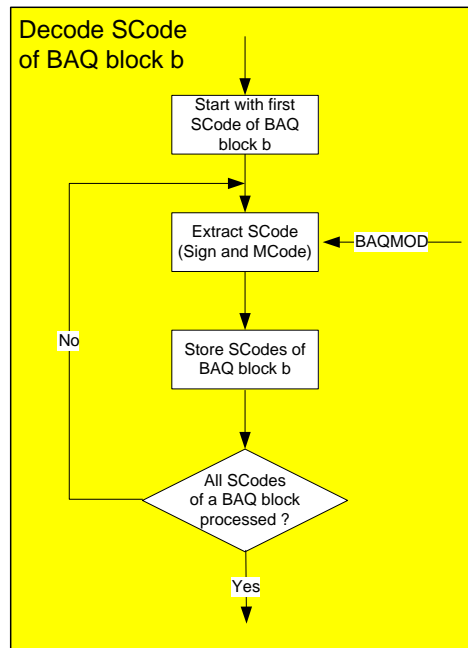 Decode SCode
of BAQ block b
Start with first
SCode of BAQ
block b
Extract SCode
(Sign and MCode)
BAQMOD
No
Store SCodes of
BAQ block b
All SCodes
of a BAQ block
processed ?
Yes